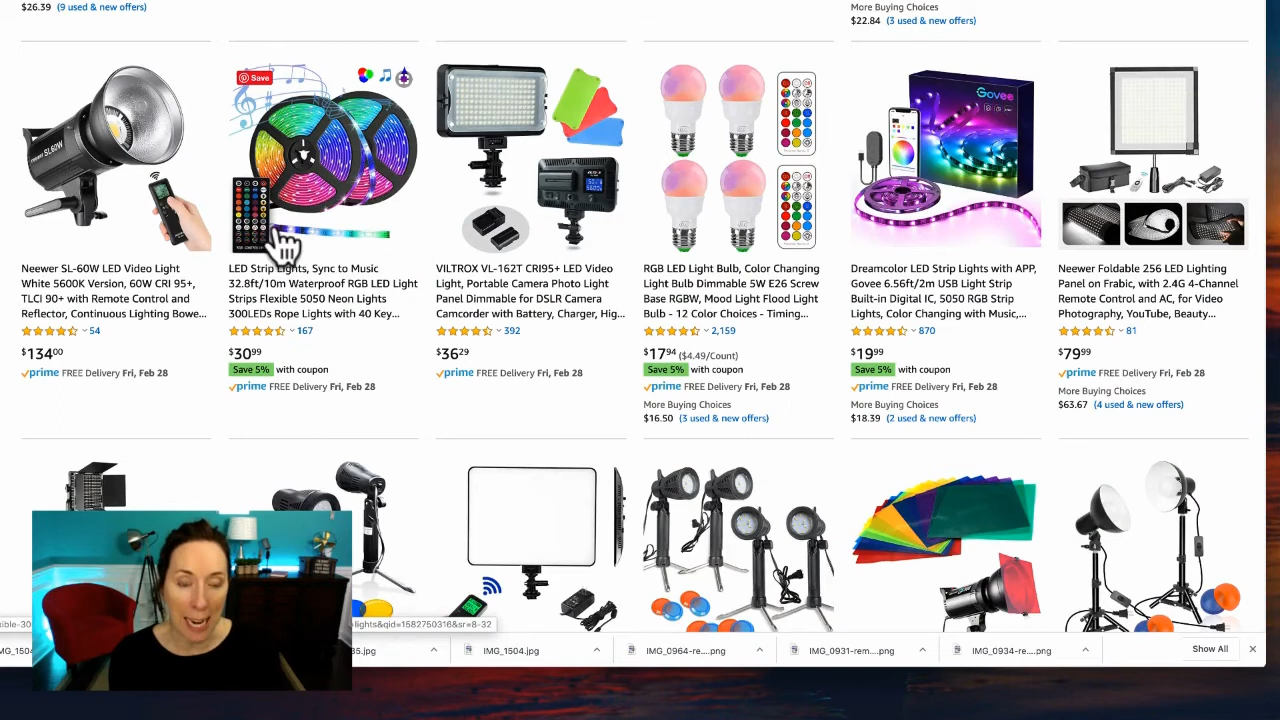 $26.39 (9 used & new offers)
More Buying Choices
$22.84 (3 used & new offers)
Save
NEEWER SL60W
Govee
Neewer SL-60W LED Video Light
White 5600K Version, 60W CRI 95+,
TLCI 90+ with Remote Control and
Reflector, Continuous Lighting Bowe...
54
$134.00
prime FREE Delivery Fri, Feb 28
LED Strip Lights, Sync to Music
32.8ft/10m Waterproof RGB LED Light
Strips Flexible 5050 Neon Lights
300LEDs Rope Lights with 40 Key...
167
$30.99
Save 5% with coupon
prime FREE Delivery Fri, Feb 28
VILTROX VL-162T CRI95+ LED Video
Light, Portable Camera Photo Light
Panel Dimmable for DSLR Camera
Camcorder with Battery, Charger, Hig...
392
$36.29
prime FREE Delivery Fri, Feb 28
RGB LED Light Bulb, Color Changing
Light Bulb Dimmable 5W E26 Screw
Base RGBW, Mood Light Flood Light
Bulb - 12 Color Choices - Timing...
2,159
$17.94 ($4.49/Count)
Save 5% with coupon
prime FREE Delivery Fri, Feb 28
More Buying Choices
$16.50 (3 used & new offers)
Dreamcolor LED Strip Lights with APP,
Govee 6.56ft/2m USB Light Strip
Built-in Digital IC, 5050 RGB Strip
Lights, Color Changing with Music,...
870
$19.99
Save 5% with coupon
prime FREE Delivery Fri, Feb 28
More Buying Choices
$18.39 (2 used & new offers)
Neewer Foldable 256 LED Lighting
Panel on Frabic, with 2.4G 4-Channel
Remote Control and AC, for Video
Photography, YouTube, Beauty...
81
$79.99
prime FREE Delivery Fri, Feb 28
More Buying Choices
$63.67 (4 used & new offers)
lights&qid=1582750316&sr=8-32
IMG_1504.jpg
IMG_0964-re....png
IMG_0931-rem....png
IMG_0934-re....png
Show All